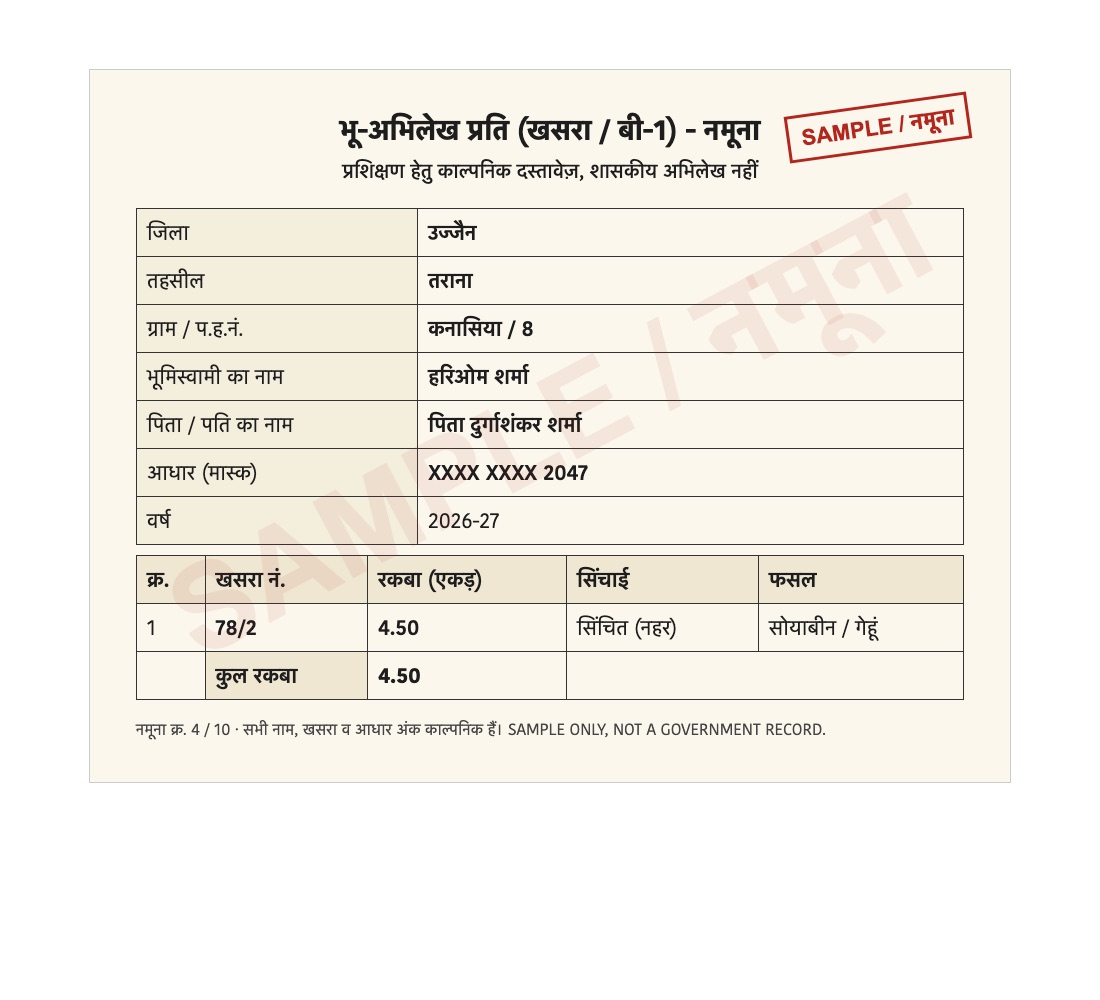 भू-अभिलेख प्रति (खसरा / बी-1) - नमूना
SAMPLE / नमूना
प्रशिक्षण हेतु काल्पनिक दस्तावेज़, शासकीय अभिलेख नहीं
जिला उज्जैन
तहसील तराना
ग्राम / प.ह.नं. कनासिया / 8
भूमिस्वामी का नाम हरिओम शर्मा
पिता / पति का नाम पिता दुर्गाशंकर शर्मा
आधार (मास्क) XXXX XXXX 2047
वर्ष 2026-27
SAMPLE / नमूना
क्र. खसरा नं. रकबा (एकड़) सिंचाई फसल
1 78/2 4.50 सिंचित (नहर) सोयाबीन / गेहूं
कुल रकबा 4.50
नमूना क्र. 4 / 10 · सभी नाम, खसरा व आधार अंक काल्पनिक हैं। SAMPLE ONLY, NOT A GOVERNMENT RECORD.